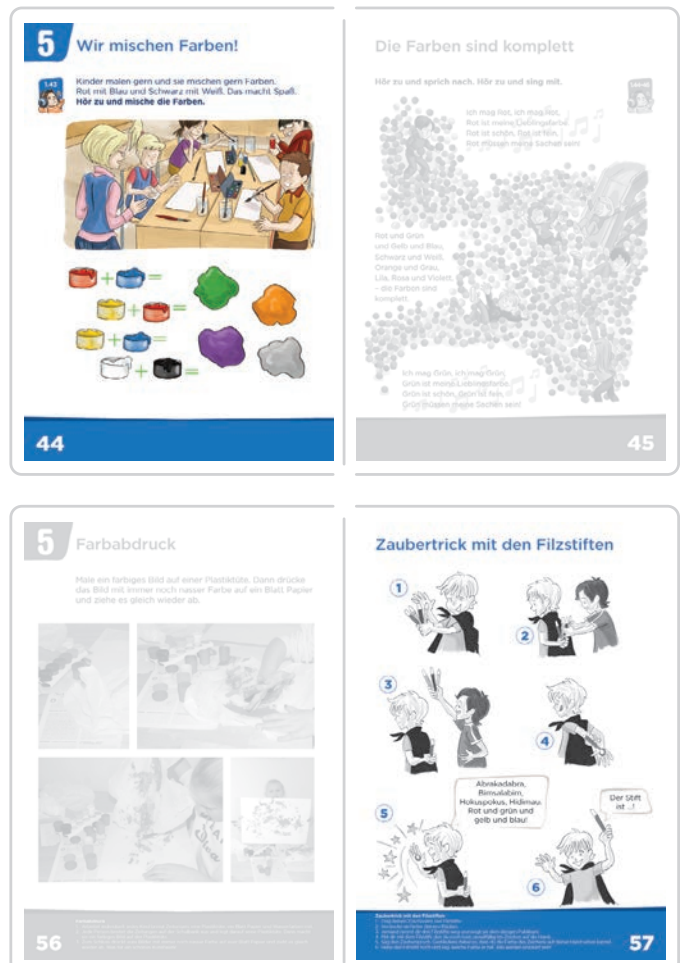 5
Wir mischen Farben!
1.43
Kinder malen gern und sie mischen gern Farben.
Rot mit Blau und Schwarz mit Weiß. Das macht Spaß.
Hör zu und mische die Farben.
+ =
+ =
+ =
+ =
44
Die Farben sind komplett
Hör zu und sprich nach. Hör zu und sing mit.
Ich mag Rot, ich mag Rot,
Rot ist meine Lieblingsfarbe.
Rot ist schön, Rot ist fein,
Rot müssen meine Sachen sein!
Rot und Grün
und Gelb und Blau,
Schwarz und Weiß,
Orange und Grau,
Lila, Rosa und Violett,
– die Farben sind
komplett.
Ich mag Grün, ich mag Grün,
Grün ist meine Lieblingsfarbe.
Grün ist schön, Grün ist fein,
Grün müssen meine Sachen sein!
45
5
Farbabdruck
Male ein farbiges Bild auf einer Plastiktüte. Dann drücke
das Bild mit immer noch nasser Farbe auf ein Blatt Papier
und ziehe es gleich wieder ab.
56
Zaubertrick mit den Filzstiften
1
2
3
4
5
Abrakadabra,
Bimsalabim,
Hokuspokus, Hidimau.
Rot und grün und
gelb und blau!
Der Stift
ist ...!
6
Zaubertrick mit den Filzstiften
57